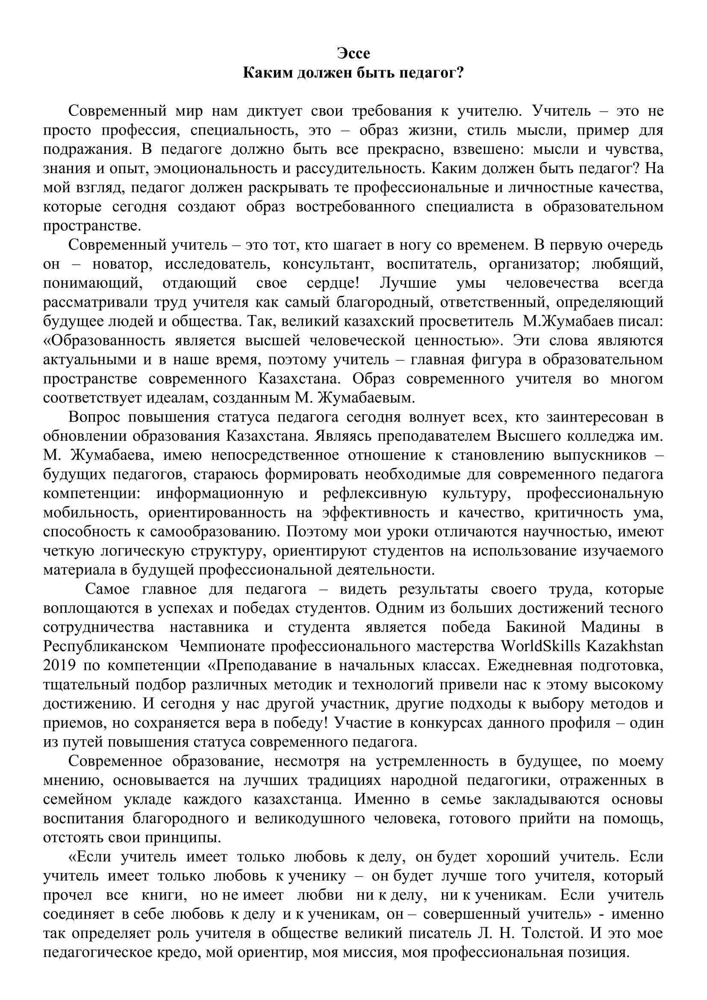 Эссе
Каким должен быть педагог?
Современный мир нам диктует свои требования к учителю. Учитель – это не
просто профессия, специальность, это – образ жизни, стиль мысли, пример для
подражания. В педагоге должно быть все прекрасно, взвешено: мысли и чувства,
знания и опыт, эмоциональность и рассудительность. Каким должен быть педагог? На
мой взгляд, педагог должен раскрывать те профессиональные и личностные качества,
которые сегодня создают образ востребованного специалиста в образовательном
пространстве.
Современный учитель – это тот, кто шагает в ногу со временем. В первую очередь
он – новатор, исследователь, консультант, воспитатель, организатор; любящий,
понимающий, отдающий свое сердце! Лучшие умы человечества всегда
рассматривали труд учителя как самый благородный, ответственный, определяющий
будущее людей и общества. Так, великий казахский просветитель М.Жумабаев писал:
«Образованность является высшей человеческой ценностью». Эти слова являются
актуальными и в наше время, поэтому учитель – главная фигура в образовательном
пространстве современного Казахстана. Образ современного учителя во многом
соответствует идеалам, созданным М. Жумабаевым.
Вопрос повышения статуса педагога сегодня волнует всех, кто заинтересован в
обновлении образования Казахстана. Являясь преподавателем Высшего колледжа им.
М. Жумабаева, имею непосредственное отношение к становлению выпускников –
будущих педагогов, стараюсь формировать необходимые для современного педагога
компетенции: информационную и рефлексивную культуру, профессиональную
мобильность, ориентированность на эффективность и качество, критичность ума,
способность к самообразованию. Поэтому мои уроки отличаются научностью, имеют
четкую логическую структуру, ориентируют студентов на использование изучаемого
материала в будущей профессиональной деятельности.
Самое главное для педагога – видеть результаты своего труда, которые
воплощаются в успехах и победах студентов. Одним из больших достижений тесного
сотрудничества наставника и студента является победа Бакиной Мадины в
Республиканском Чемпионате профессионального мастерства WorldSkills Kazakhstan
2019 по компетенции «Преподавание в начальных классах. Ежедневная подготовка,
тщательный подбор различных методик и технологий привели нас к этому высокому
достижению. И сегодня у нас другой участник, другие подходы к выбору методов и
приемов, но сохраняется вера в победу! Участие в конкурсах данного профиля – один
из путей повышения статуса современного педагога.
Современное образование, несмотря на устремленность в будущее, по моему
мнению, основывается на лучших традициях народной педагогики, отраженных в
семейном укладе каждого казахстанца. Именно в семье закладываются основы
воспитания благородного и великодушного человека, готового прийти на помощь,
отстоять свои принципы.
«Если учитель имеет только любовь к делу, он будет хороший учитель. Если
учитель имеет только любовь к ученику – он будет лучше того учителя, который
прочел все книги, но не имеет любви ни к делу, ни к ученикам. Если учитель
соединяет в себе любовь к делу и к ученикам, он – совершенный учитель» - именно
так определяет роль учителя в обществе великий писатель Л. Н. Толстой. И это мое
педагогическое кредо, мой ориентир, моя миссия, моя профессиональная позиция.